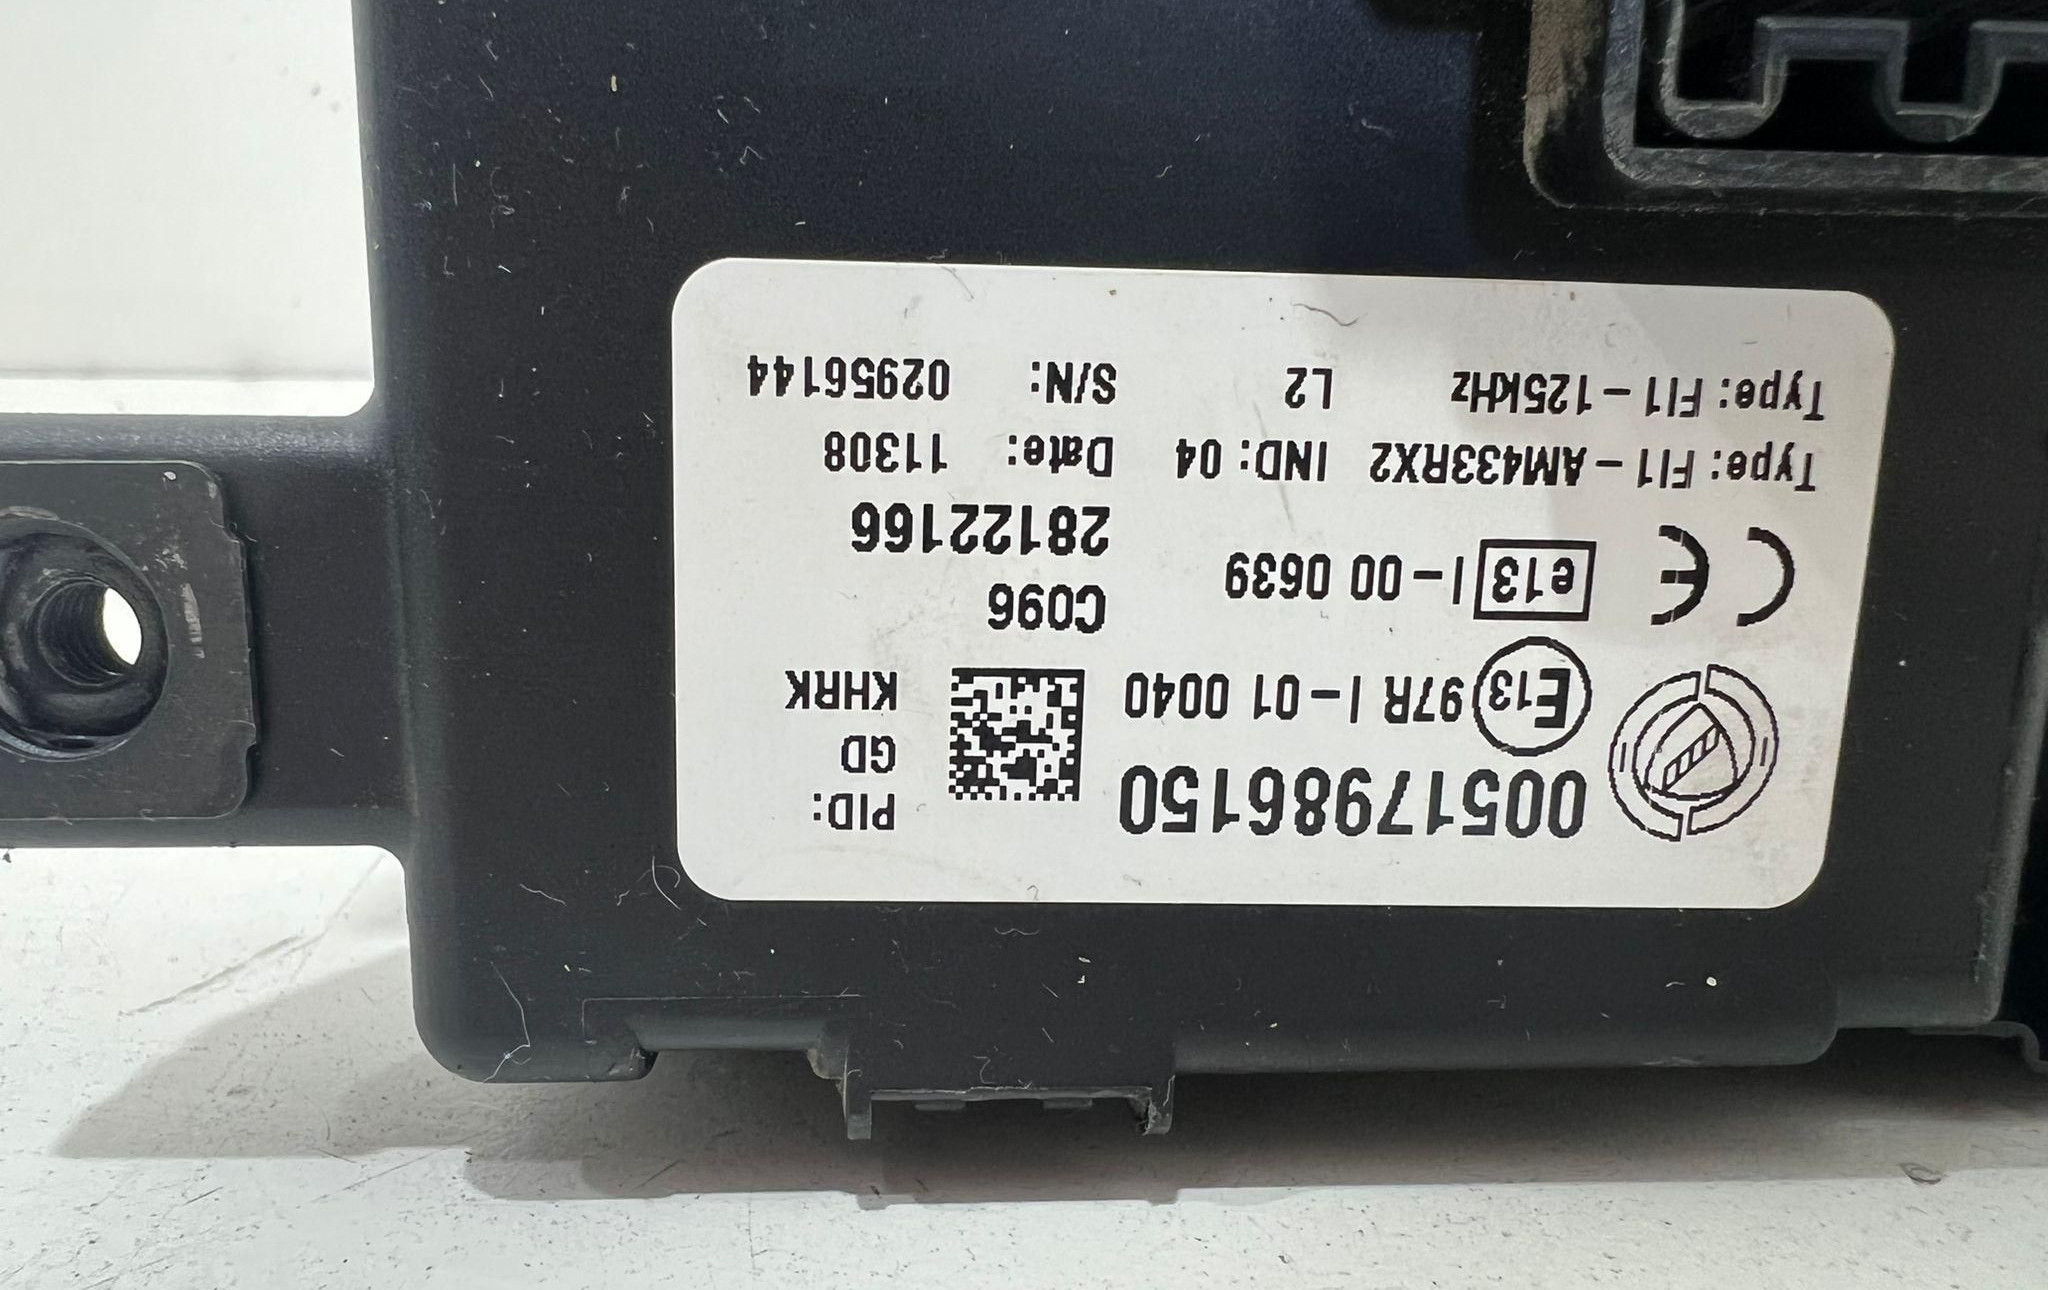 00517986150
PID:
GD
KHRK
E13 97R I-01 0040
C096
CE e13 I-00 0639
28122166
Type: FI1-AM433RX2 IND: 04 Date: 11308
Type: FI1-125kHz L2 S/N: 02956144